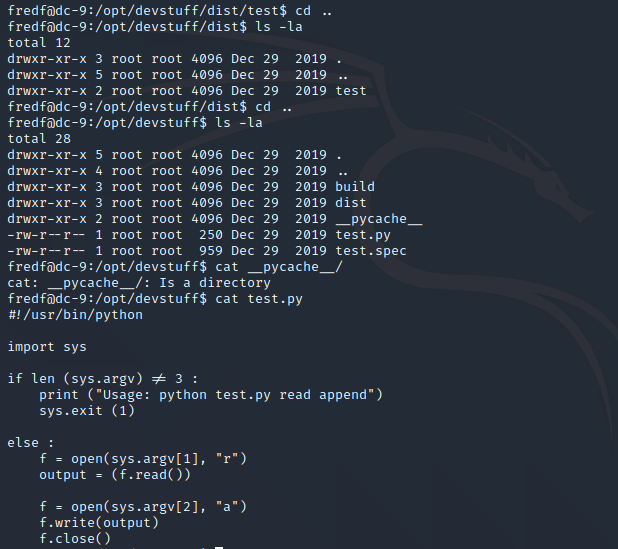 fredf@dc-9:/opt/devstuff/dist/test$ cd ..
fredf@dc-9:/opt/devstuff/dist$ ls -la
total 12
drwxr-xr-x 3 root root 4096 Dec 29  2019 .
drwxr-xr-x 5 root root 4096 Dec 29  2019 ..
drwxr-xr-x 2 root root 4096 Dec 29  2019 test
fredf@dc-9:/opt/devstuff/dist$ cd ..
fredf@dc-9:/opt/devstuff$ ls -la
total 28
drwxr-xr-x 5 root root 4096 Dec 29  2019 .
drwxr-xr-x 4 root root 4096 Dec 29  2019 ..
drwxr-xr-x 3 root root 4096 Dec 29  2019 build
drwxr-xr-x 3 root root 4096 Dec 29  2019 dist
drwxr-xr-x 2 root root 4096 Dec 29  2019 __pycache__
-rw-r--r-- 1 root root  250 Dec 29  2019 test.py
-rw-r--r-- 1 root root  959 Dec 29  2019 test.spec
fredf@dc-9:/opt/devstuff$ cat __pycache__/
cat: __pycache__/: Is a directory
fredf@dc-9:/opt/devstuff$ cat test.py
#!/usr/bin/python

import sys

if len (sys.argv) != 3 :
    print ("Usage: python test.py read append")
    sys.exit (1)

else :
    f = open(sys.argv[1], "r")
    output = (f.read())

    f = open(sys.argv[2], "a")
    f.write(output)
    f.close()